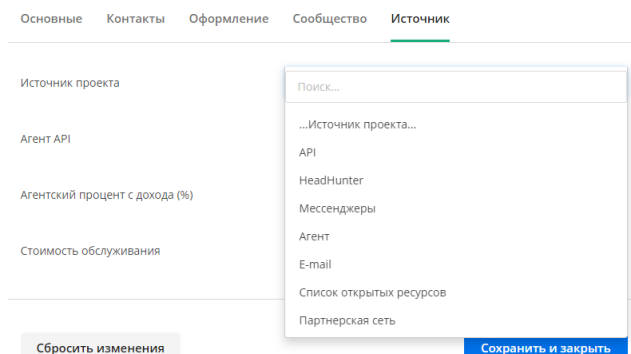 Основные Контакты Оформление Сообщество Источник
Источник проекта
Поиск...
...Источник проекта...
Агент API
API
HeadHunter
Агентский процент с дохода (%)
Мессенджеры
Агент
Стоимость обслуживания
E-mail
Список открытых ресурсов
Партнерская сеть
Сбросить изменения Сохранить и закрыть